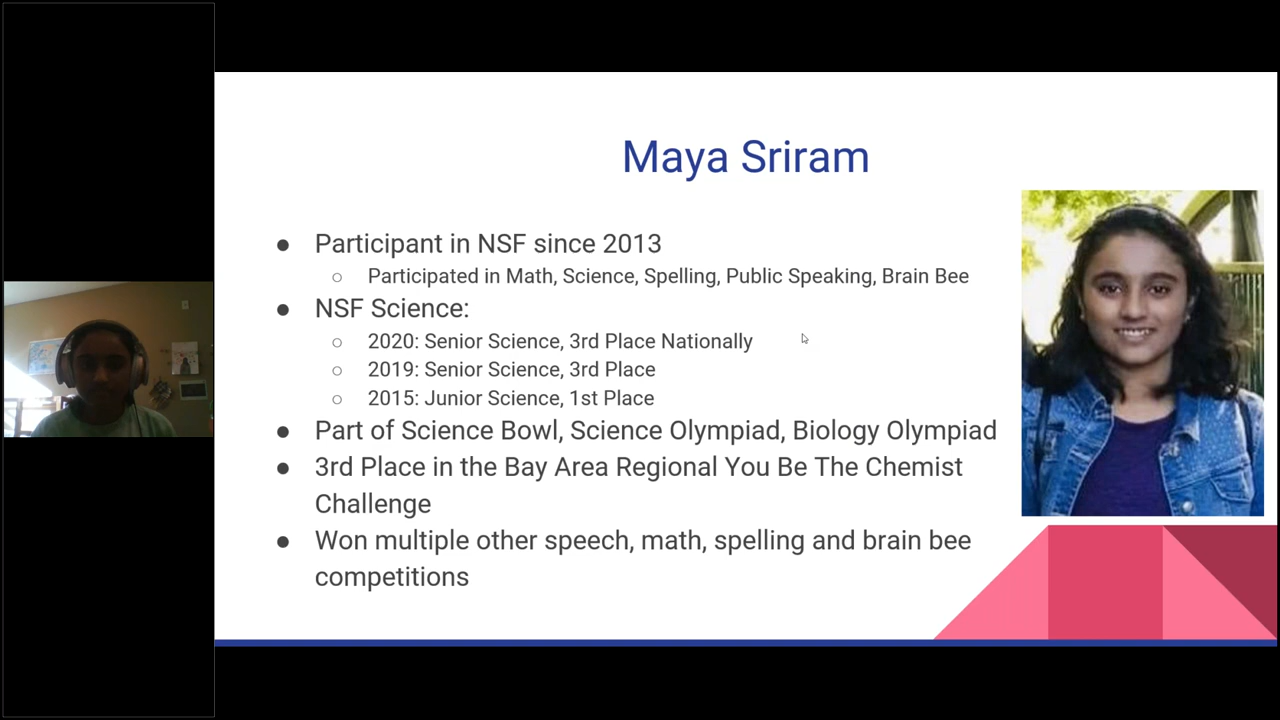 Maya Sriram
● Participant in NSF since 2013
○ Participated in Math, Science, Spelling, Public Speaking, Brain Bee
● NSF Science:
○ 2020: Senior Science, 3rd Place Nationally
○ 2019: Senior Science, 3rd Place
○ 2015: Junior Science, 1st Place
● Part of Science Bowl, Science Olympiad, Biology Olympiad
● 3rd Place in the Bay Area Regional You Be The Chemist
Challenge
● Won multiple other speech, math, spelling and brain bee
competitions